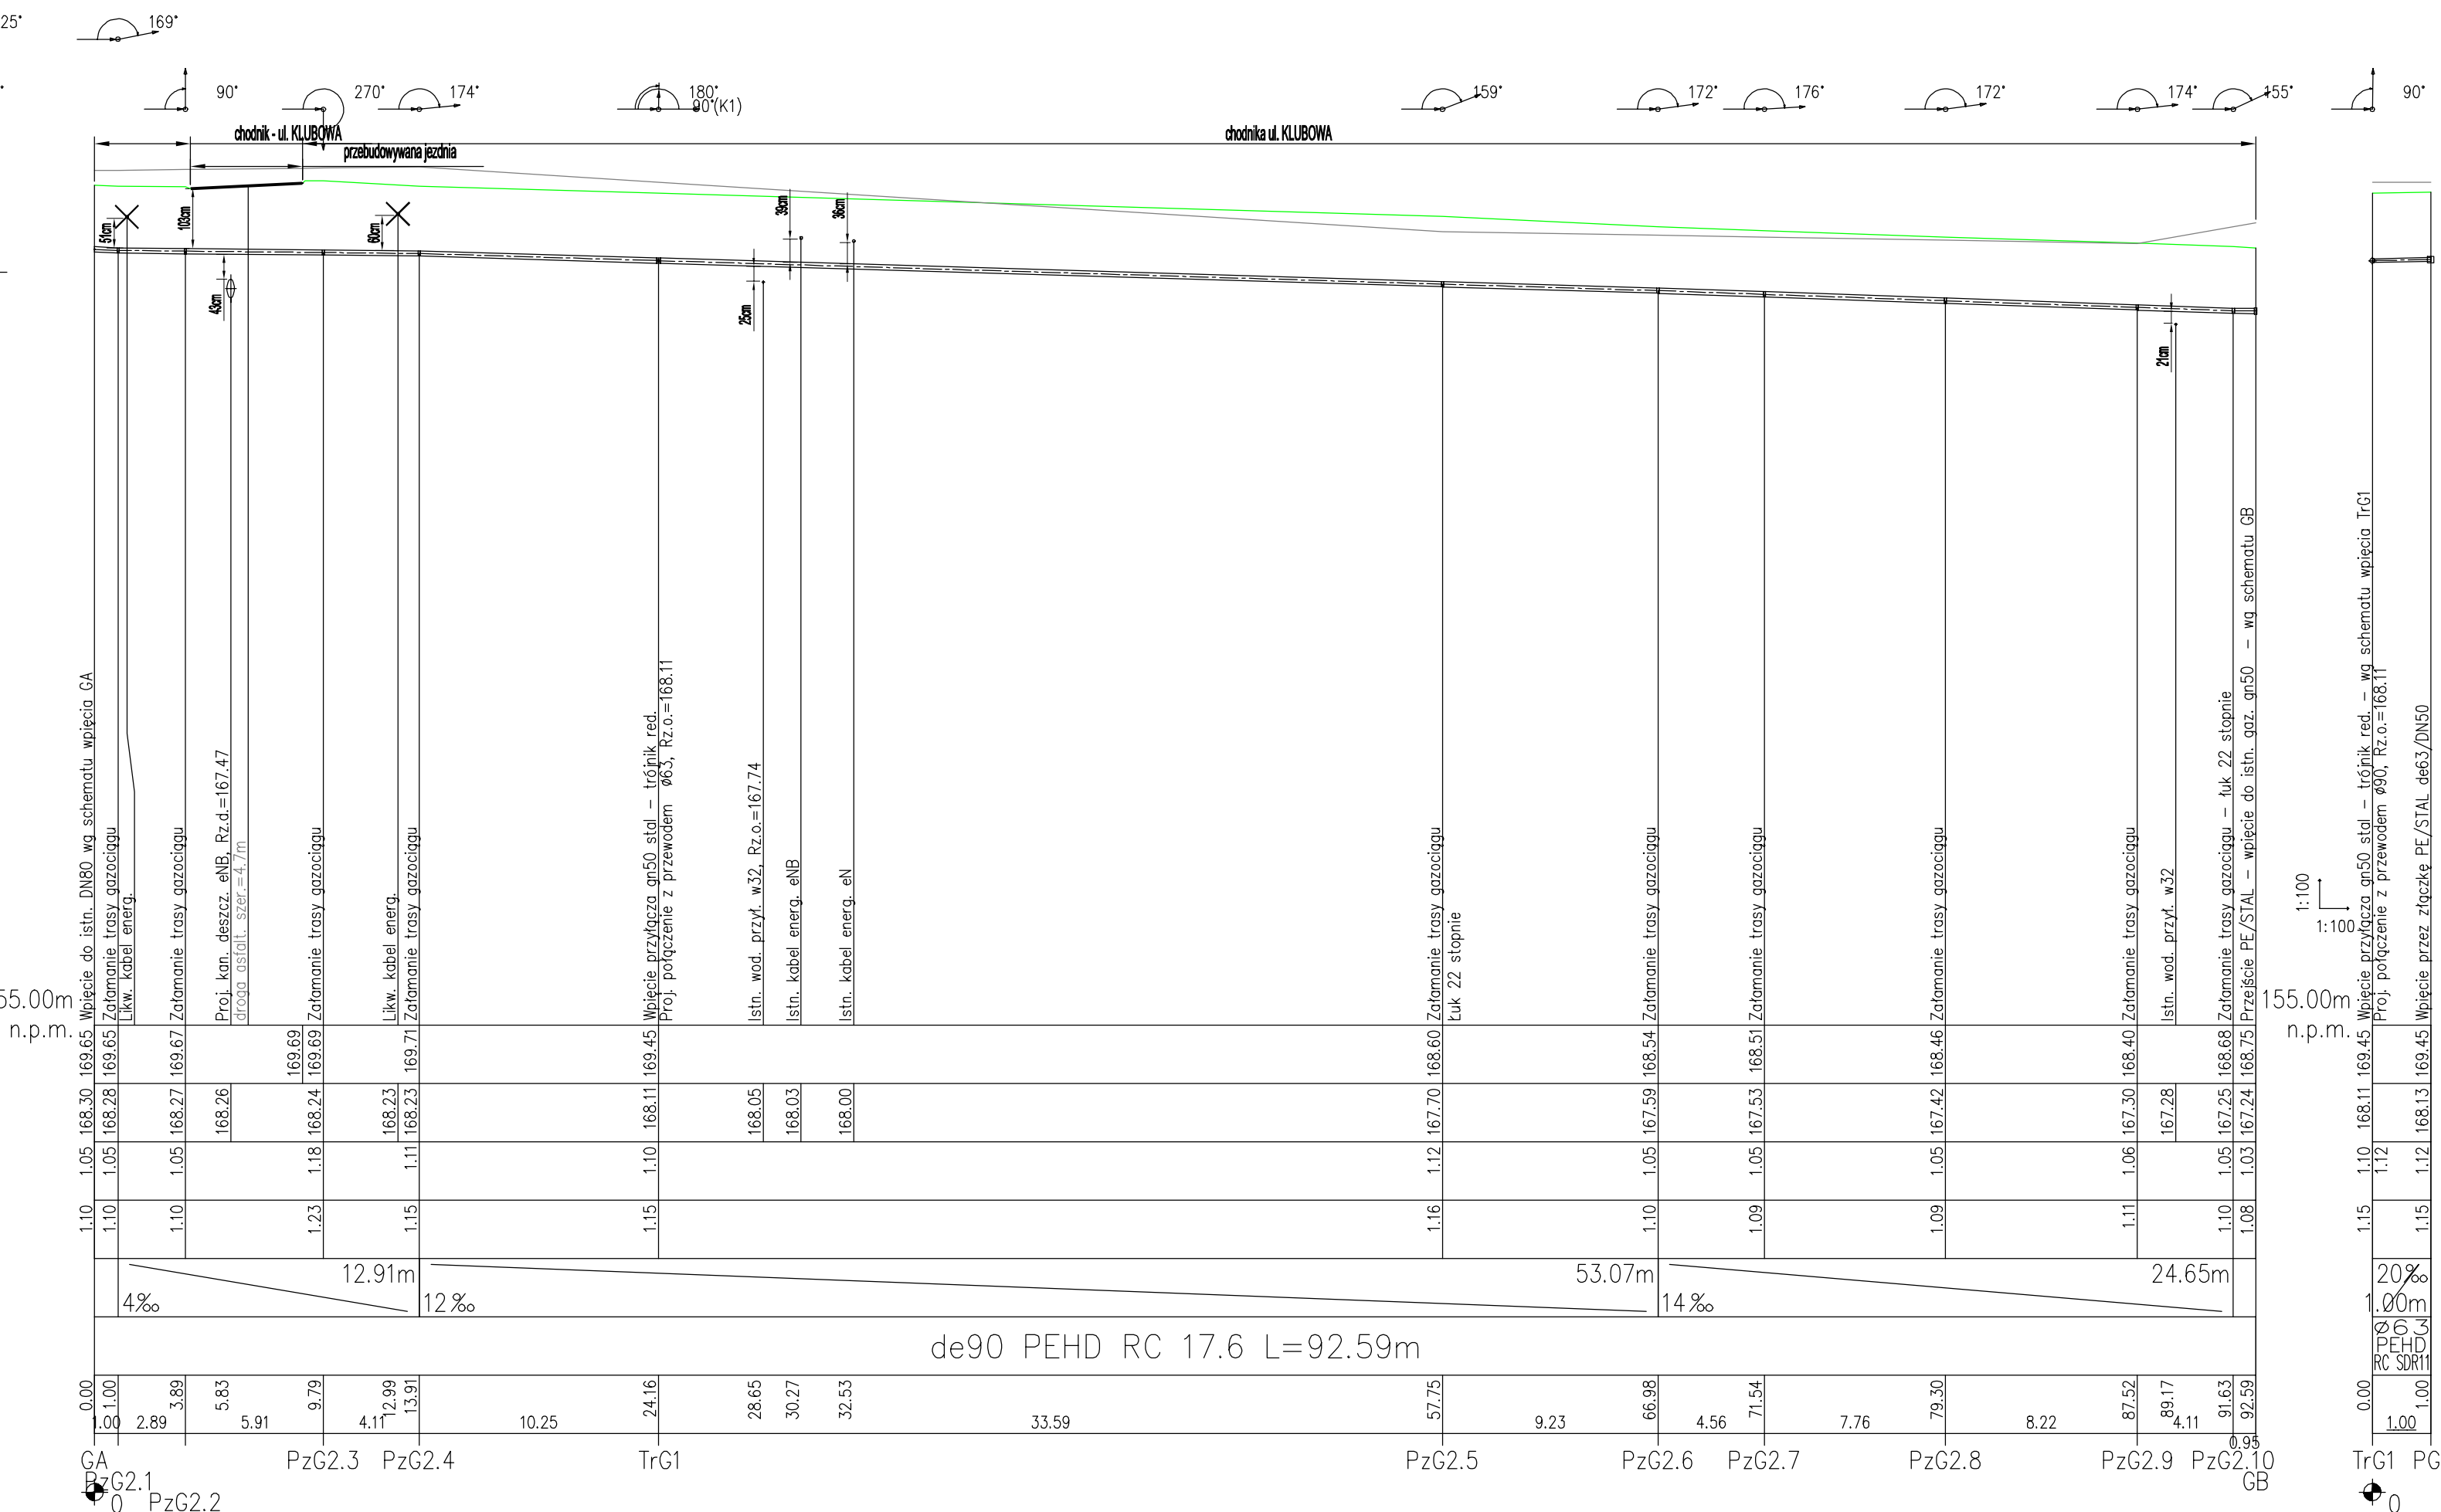 25°
169°
90°
270°
174°
180°
90°(K1)
159°
172°
176°
172°
174°
155°
90°
chodnik - ul. KLUBOWA
przebudowywana jezdnia
chodnika ul. KLUBOWA
51cm
103cm
43cm
60cm
25cm
39cm
36cm
21cm
Wpięcie do istn. DN80 wg schematu wpięcia GA
Załamanie trasy gazociągu
Likw. kabel energ.
Załamanie trasy gazociągu
Proj. kan. deszcz. eNB, Rz.d.=167.47
droga asfalt. szer.=4.7m
Załamanie trasy gazociągu
Likw. kabel energ.
Załamanie trasy gazociągu
Wpięcie przyłącza gn50 stal – trójnik red.
Proj. połączenie z przewodem ø63, Rz.o.=168.11
Istn. wod. przył. w32, Rz.o.=167.74
Istn. kabel energ. eNB
Istn. kabel energ. eN
Załamanie trasy gazociągu
Łuk 22 stopnie
Załamanie trasy gazociągu
Załamanie trasy gazociągu
Załamanie trasy gazociągu
Załamanie trasy gazociągu
Istn. wod. przył. w32
Załamanie trasy gazociągu – łuk 22 stopnie
Przejście PE/STAL – wpięcie do istn. gaz. gn50 – wg schematu GB
1:100
1:100
Wpięcie przyłącza gn50 stal – trójnik red. – wg schematu wpięcia TrG1
Proj. połączenie z przewodem ø90, Rz.o.=168.11
Wpięcie przez złączkę PE/STAL de63/DN50
55.00m
n.p.m.
155.00m
n.p.m.
169.65 169.65 169.67 169.69 169.69 169.71 169.45 168.60 168.54 168.51 168.46 168.40 168.68 168.75 169.45 169.45
168.30 168.28 168.27 168.26 168.24 168.23 168.23 168.11 168.05 168.03 168.00 167.70 167.59 167.53 167.42 167.30 167.28 167.25 167.24 168.11 168.13
1.05 1.05 1.05 1.18 1.11 1.10 1.12 1.05 1.05 1.05 1.06 1.05 1.03 1.10 1.12 1.12
1.10 1.10 1.10 1.23 1.15 1.15 1.16 1.10 1.09 1.09 1.11 1.10 1.08 1.15 1.15
12.91m 53.07m 24.65m 20‰
4‰ 12‰ 14‰ 1.00m
de90 PEHD RC 17.6 L=92.59m
ø63
PEHD
RC SDR11
0.00 1.00 3.89 5.83 9.79 12.99 13.91 24.16 28.65 30.27 32.53 57.75 66.98 71.54 79.30 87.52 89.17 91.63 92.59 0.00 1.00
1.00 2.89 5.91 4.11 10.25 33.59 9.23 4.56 7.76 8.22 4.11 1.00
0.95
GA PzG2.3 PzG2.4 TrG1 PzG2.5 PzG2.6 PzG2.7 PzG2.8 PzG2.9 PzG2.10 TrG1 PG
PzG2.1 GB
0 PzG2.2 0